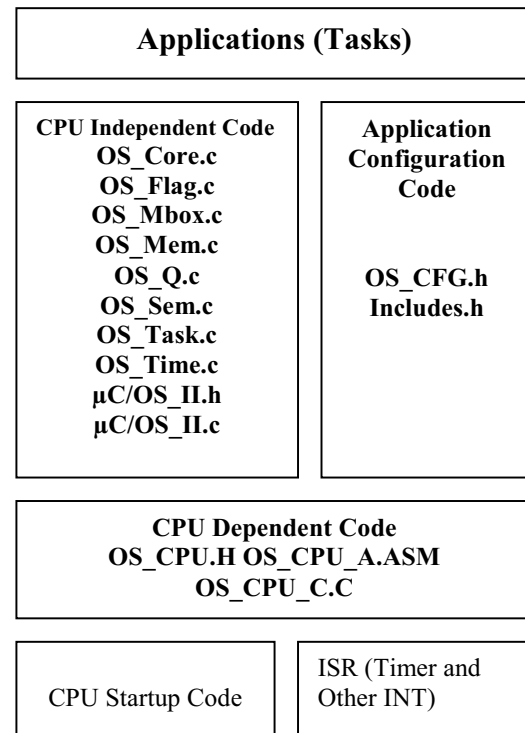 Applications (Tasks)
CPU Independent Code
OS_Core.c
OS_Flag.c
OS_Mbox.c
OS_Mem.c
OS_Q.c
OS_Sem.c
OS_Task.c
OS_Time.c
µC/OS_II.h
µC/OS_II.c
Application
Configuration
Code
OS_CFG.h
Includes.h
CPU Dependent Code
OS_CPU.H OS_CPU_A.ASM
OS_CPU_C.C
CPU Startup Code
ISR (Timer and
Other INT)